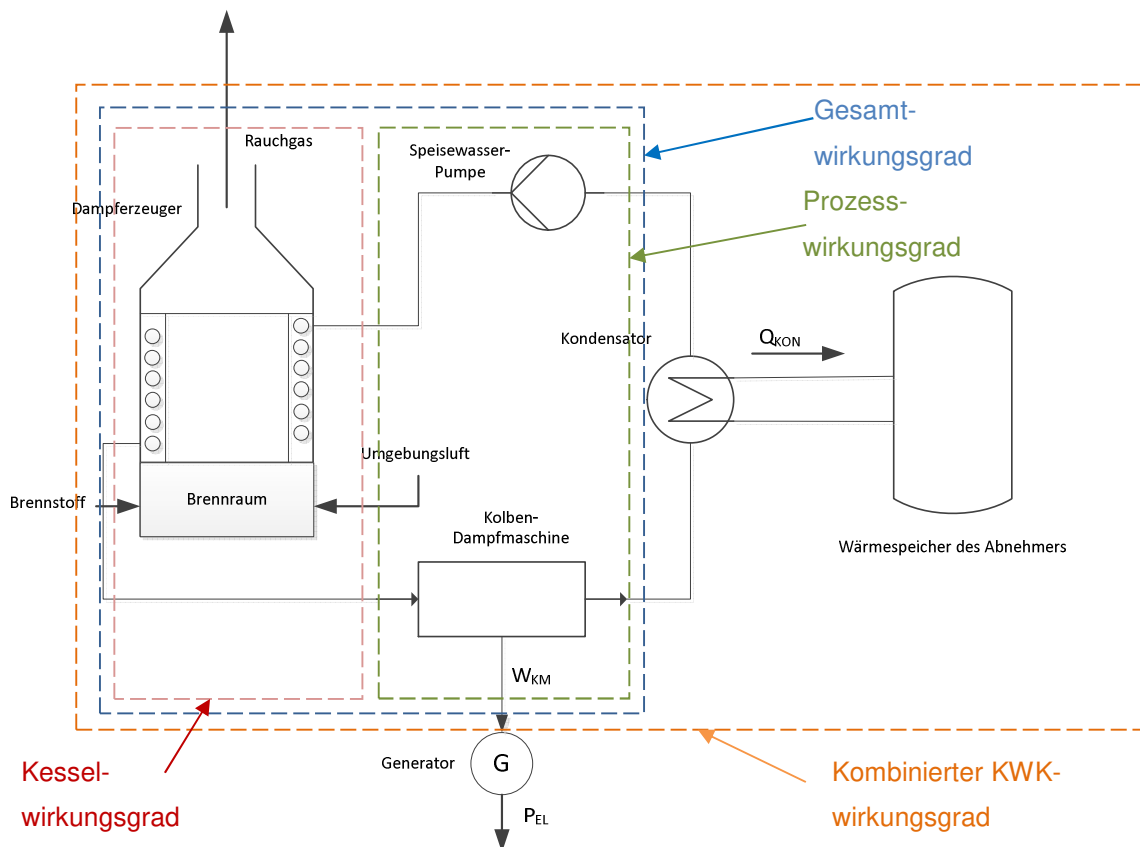 Rauchgas
Dampferzeuger
Speisewasser-
Pumpe
Gesamt-
wirkungsgrad
Prozess-
wirkungsgrad
Kondensator
QKON
Umgebungsluft
Brennstoff
Brennraum
Kolben-
Dampfmaschine
Wärmespeicher des Abnehmers
WKM
Generator
G
PEL
Kessel-
wirkungsgrad
Kombinierter KWK-
wirkungsgrad